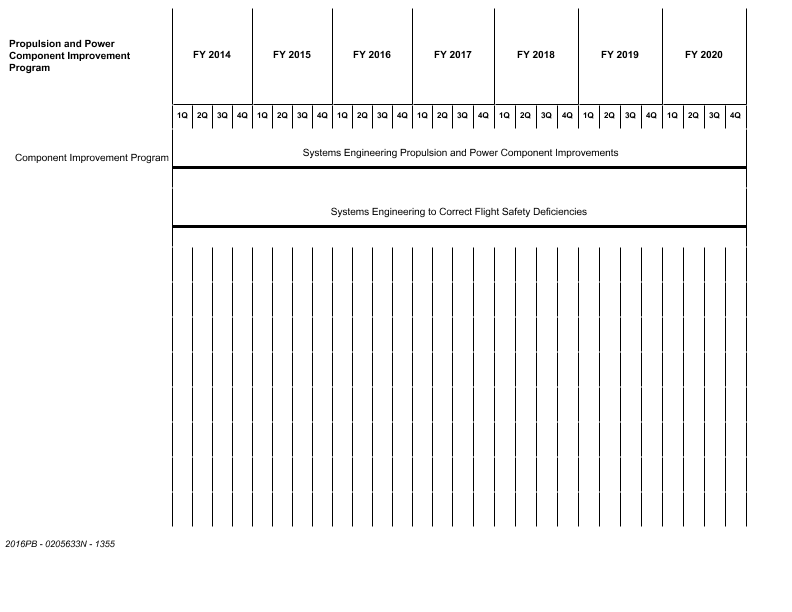 Propulsion and Power
Component Improvement
Program
FY 2014 FY 2015 FY 2016 FY 2017 FY 2018 FY 2019 FY 2020
1Q 2Q 3Q 4Q 1Q 2Q 3Q 4Q 1Q 2Q 3Q 4Q 1Q 2Q 3Q 4Q 1Q 2Q 3Q 4Q 1Q 2Q 3Q 4Q 1Q 2Q 3Q 4Q
Systems Engineering Propulsion and Power Component Improvements
Component Improvement Program
Systems Engineering to Correct Flight Safety Deficiencies
2016PB - 0205633N - 1355